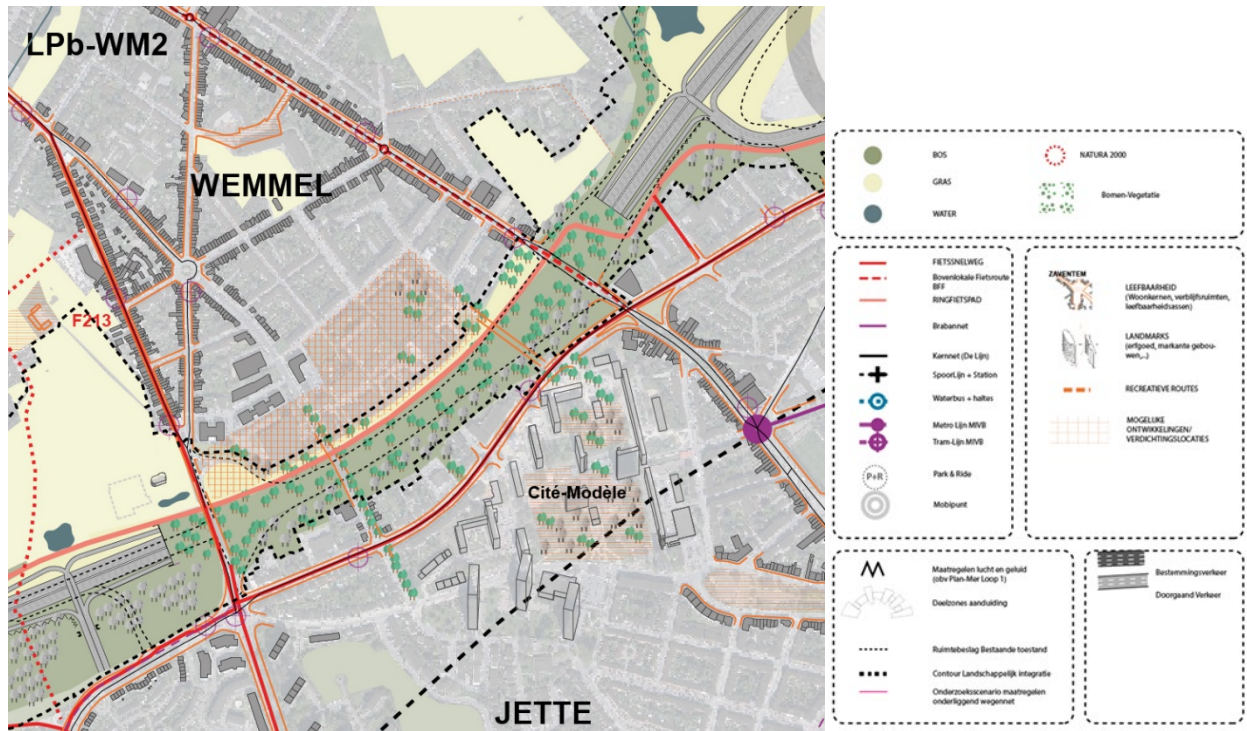 LPb-WM2
WEMMEL
F213
Cité-Modèle
JETTE
BOS
NATURA 2000
GRAS
Bomen-Vegetatie
WATER
FIETSSNELWEG
Bovenlokale Fietsroute
BFF
RINGFIETSPAD
Brabannet
Kernnet (De Lijn)
SpoorLijn + Station
Waterbus + haltes
Metro Lijn MIVB
Tram-Lijn MIVB
P+R
Park & Ride
Mobipunt
ZAVENTEM
LEEFBAARHEID
(Woonkernen, verblijfsruimten,
leefbaarheidsassen)
LANDMARKS
(erfgoed, markante gebou-
wen,..)
RECREATIEVE ROUTES
MOGELIJKE
ONTWIKKELINGEN/
VERDICHTINGSLOCATIES
Maatregelen lucht en geluid
(obv Plan-Mer Loop 1)
Deelzones aanduiding
Ruimtebeslag Bestaande toestand
Contour Landschappelijk integratie
Onderzoeksscenario maatregelen
onderliggend wegennet
Bestemmingsverkeer
Doorgaand Verkeer